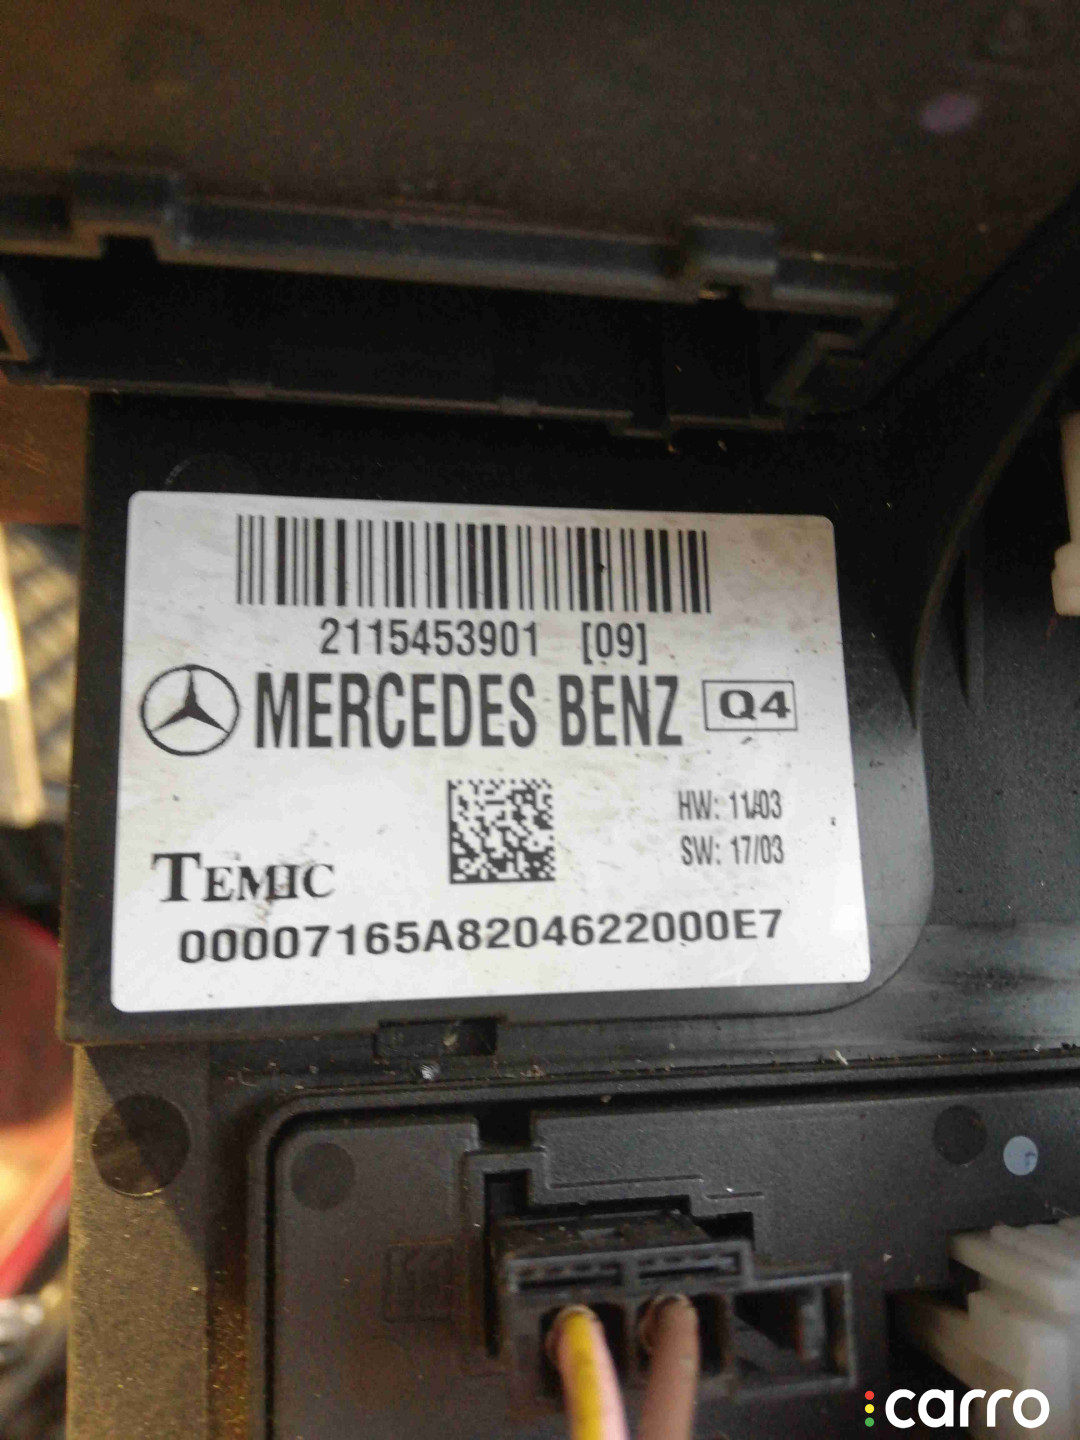 2115453901 [09]
MERCEDES BENZ Q4
HW: 11/03
SW: 17/03
TEMIC
00007165A8204622000E7
carro